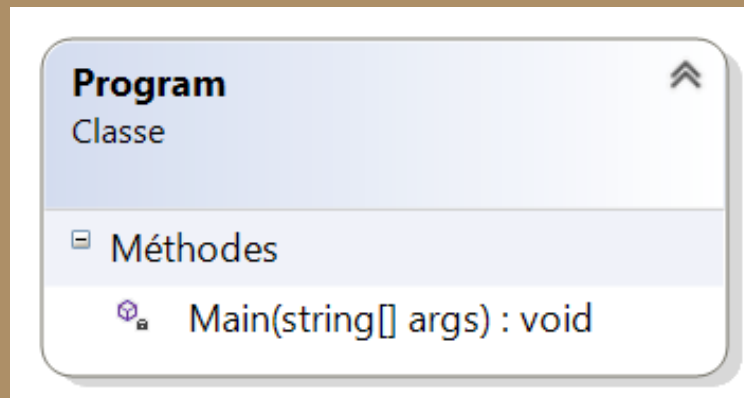 Program
Classe
Méthodes
Main(string[] args) : void